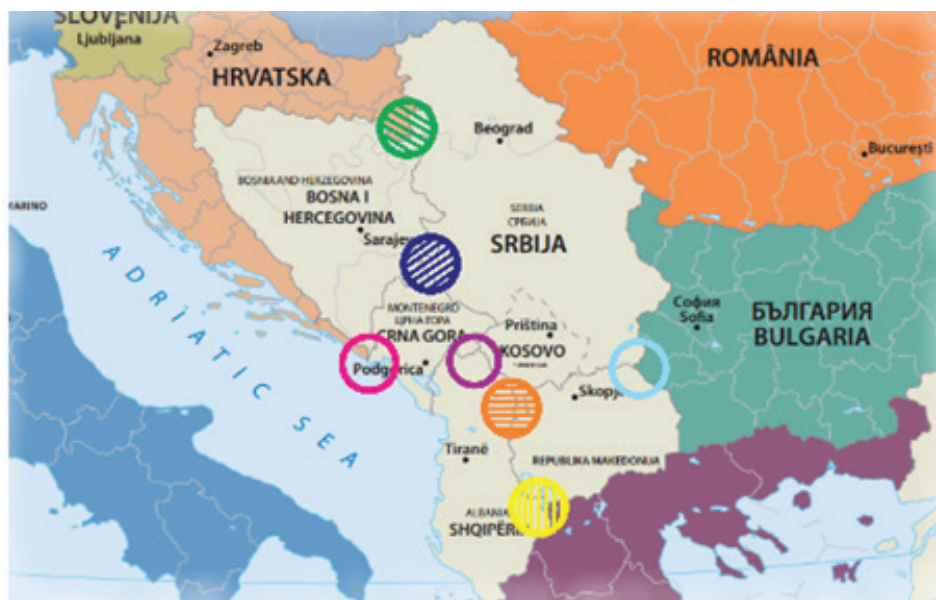 SLOVENIJA
Ljubljana
Zagreb
HRVATSKA
ROMÂNIA
Beograd
București
BOSNIA AND HERZEGOVINA
BOSNA I
HERCEGOVINA
Sarajevo
SERBIA
СРБИЈА
SRBIJA
MARINO
ADRIATIC SEA
MONTENEGRO
ЦРНА ГОРА
CRNA GORA
Podgorica
Priština
KOSOVO
София
Sofia
БЪЛГАРИЯ
BULGARIA
Skopje
Tiranë
REPUBLIKA MAKEDONIJA
ALBANIA
SHQIPËRI